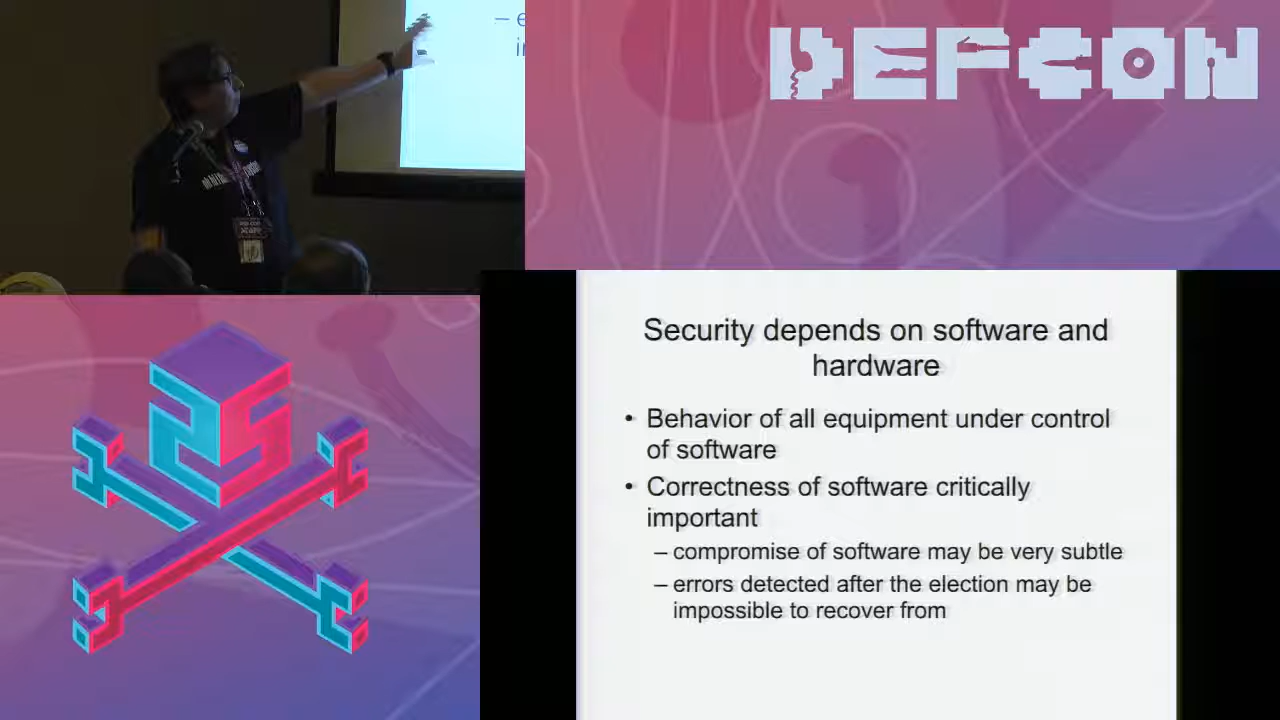 DEFCON
25
Security depends on software and
hardware
• Behavior of all equipment under control
of software
• Correctness of software critically
important
– compromise of software may be very subtle
– errors detected after the election may be
impossible to recover from